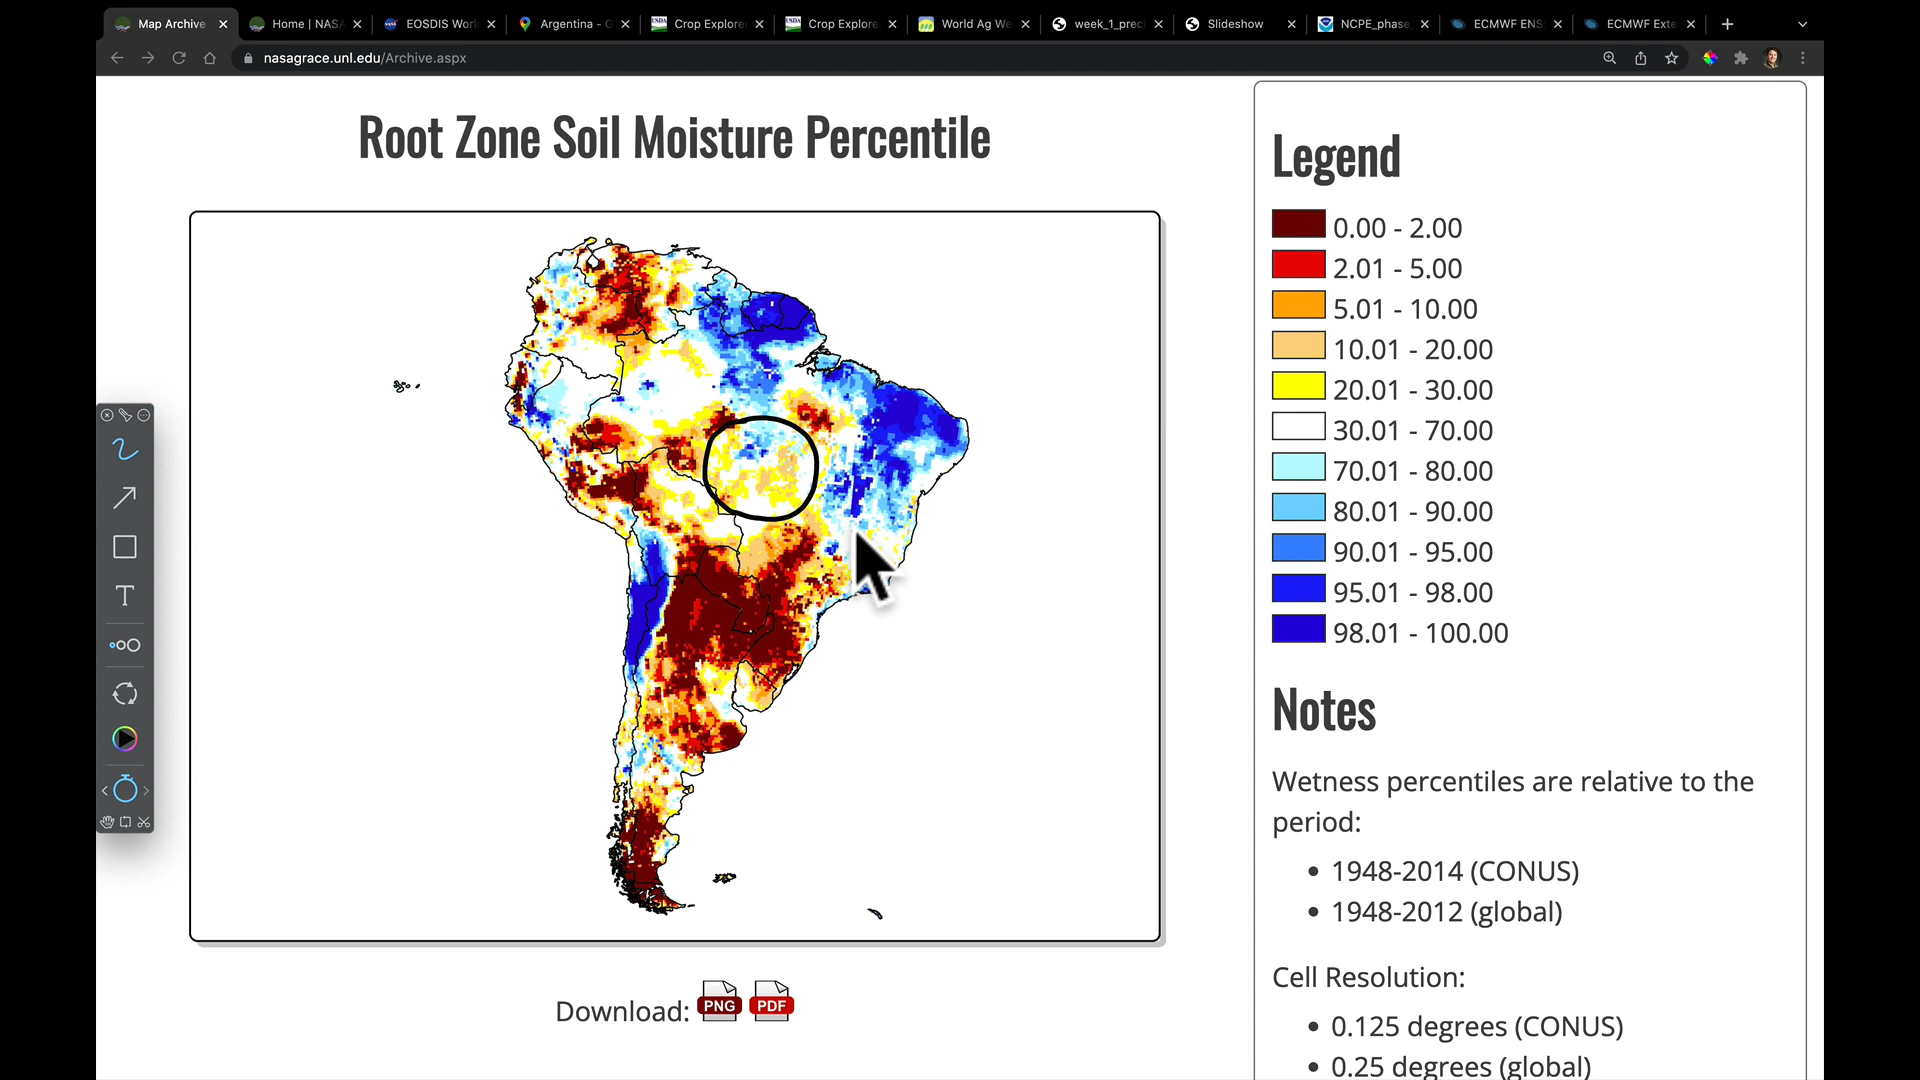 Map Archive
Home | NASA
EOSDIS Worl
Argentina - G
Crop Explore
Crop Explore
World Ag We
week_1_preci
Slideshow
NCPE_phase
ECMWF ENS
ECMWF Exte
nasagrace.unl.edu/Archive.aspx
Root Zone Soil Moisture Percentile
Legend
0.00 - 2.00
2.01 - 5.00
5.01 - 10.00
10.01 - 20.00
20.01 - 30.00
30.01 - 70.00
70.01 - 80.00
80.01 - 90.00
90.01 - 95.00
95.01 - 98.00
98.01 - 100.00
Notes
Wetness percentiles are relative to the
period:
• 1948-2014 (CONUS)
• 1948-2012 (global)
Cell Resolution:
• 0.125 degrees (CONUS)
• 0.25 degrees (global)
Download: PNG PDF
T